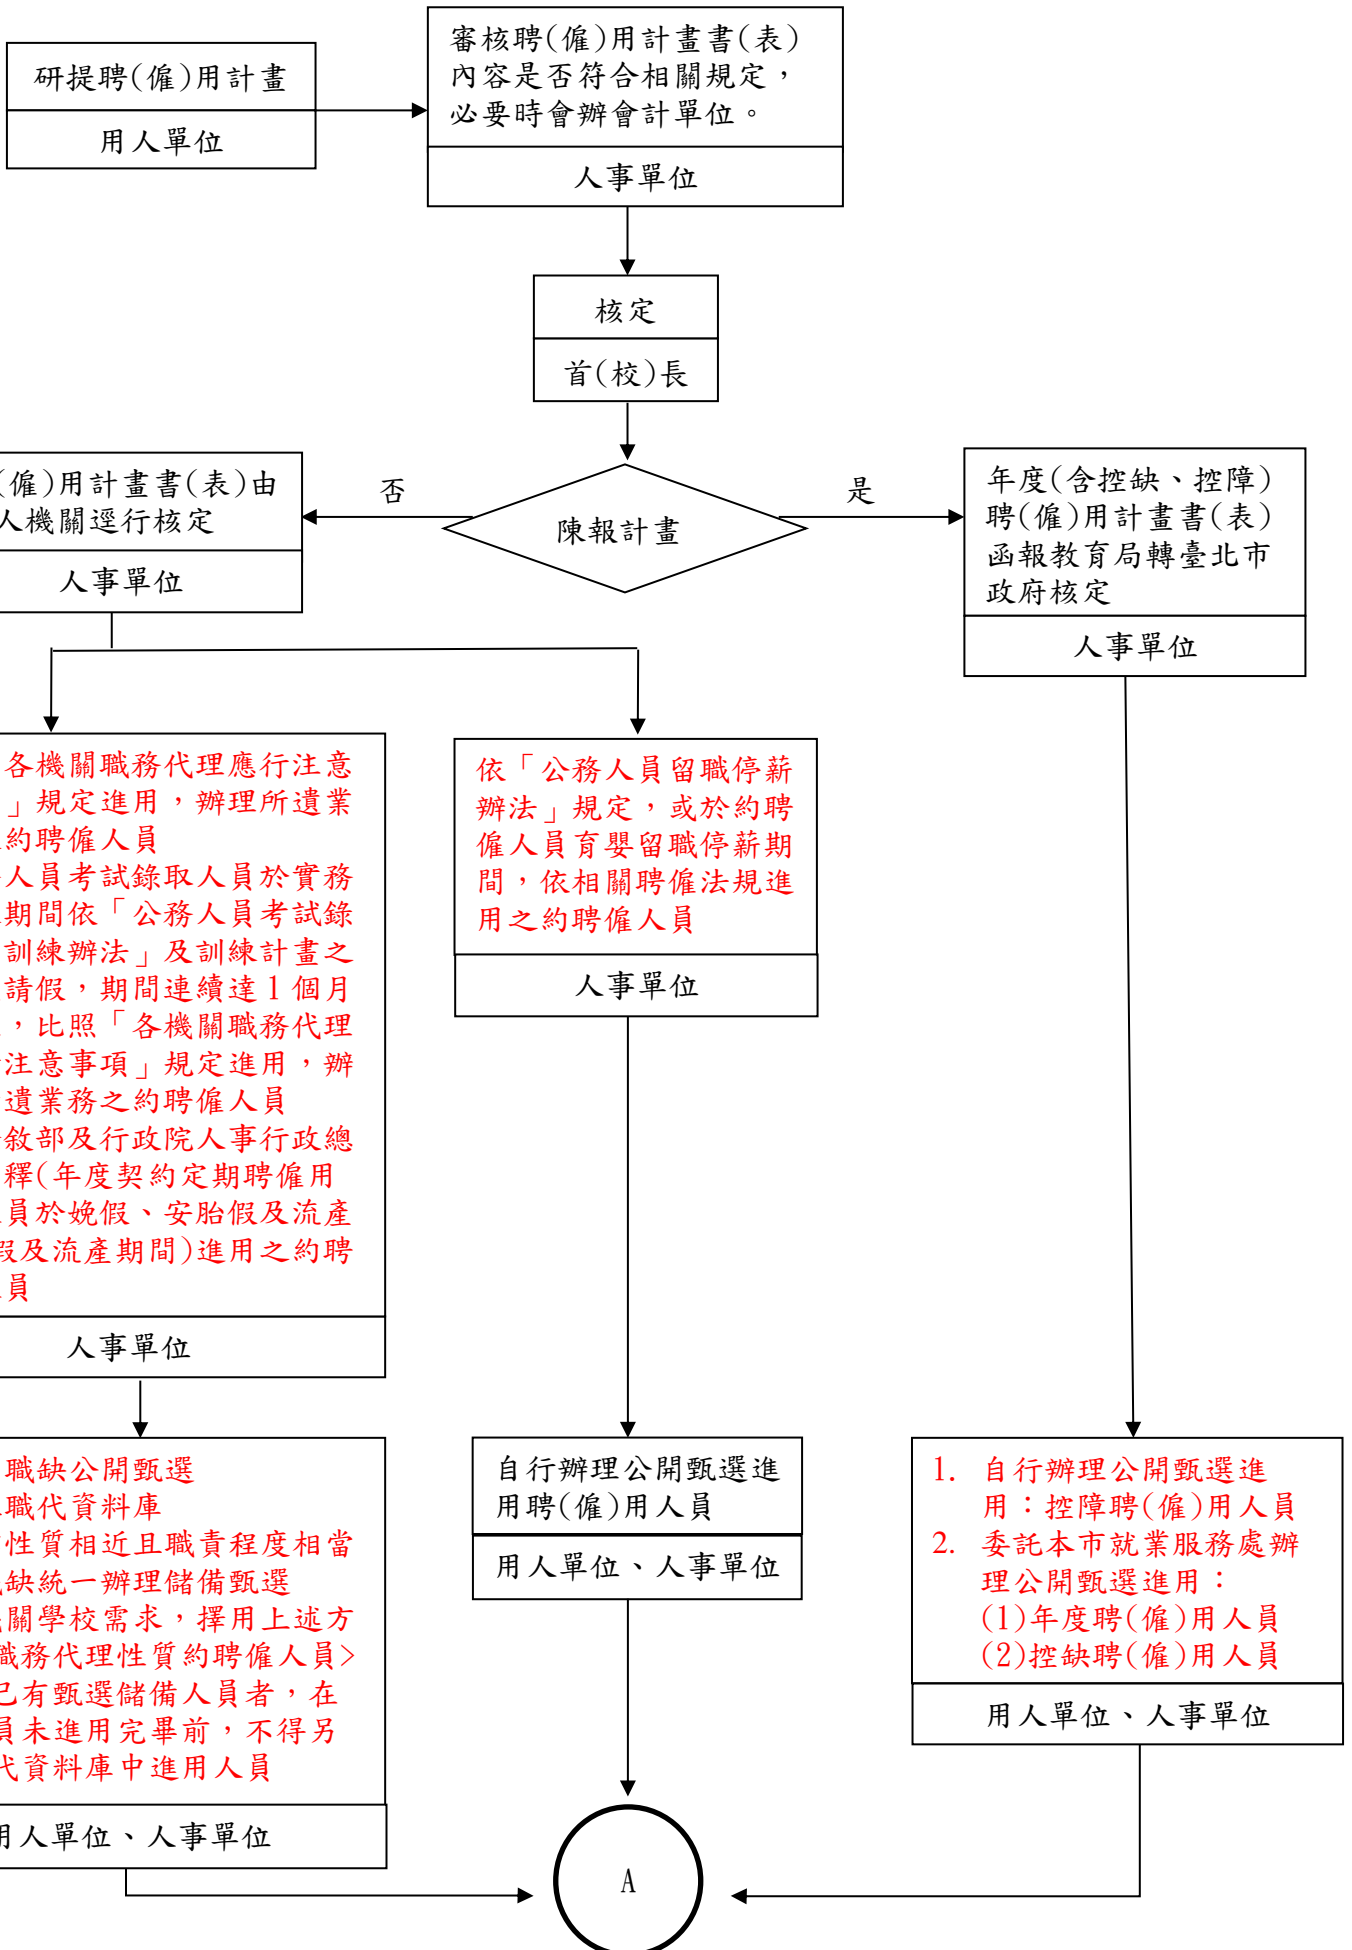 研提聘(僱)用計畫
用人單位
審核聘(僱)用計畫書(表)
內容是否符合相關規定，
必要時會辦會計單位。
人事單位
核定
首(校)長
陳報計畫
否
是
(僱)用計畫書(表)由
人機關逕行核定
人事單位
年度(含控缺、控障)
聘(僱)用計畫書(表)
函報教育局轉臺北市
政府核定
人事單位
各機關職務代理應行注意
」規定進用，辦理所遺業
約聘僱人員
人員考試錄取人員於實務
期間依「公務人員考試錄
訓練辦法」及訓練計畫之
請假，期間連續達1個月
，比照「各機關職務代理
注意事項」規定進用，辦
遺業務之約聘僱人員
敘部及行政院人事行政總
釋(年度契約定期聘僱用
員於娩假、安胎假及流產
假及流產期間)進用之約聘
員
人事單位
依「公務人員留職停薪
辦法」規定，或於約聘
僱人員育嬰留職停薪期
間，依相關聘僱法規進
用之約聘僱人員
人事單位
職缺公開甄選
職代資料庫
性質相近且職責程度相當
缺統一辦理儲備甄選
關學校需求，擇用上述方
職務代理性質約聘僱人員>
已有甄選儲備人員者，在
員未進用完畢前，不得另
代資料庫中進用人員
用人單位、人事單位
自行辦理公開甄選進
用聘(僱)用人員
用人單位、人事單位
1. 自行辦理公開甄選進
用：控障聘(僱)用人員
2. 委託本市就業服務處辦
理公開甄選進用：
(1)年度聘(僱)用人員
(2)控缺聘(僱)用人員
用人單位、人事單位
A